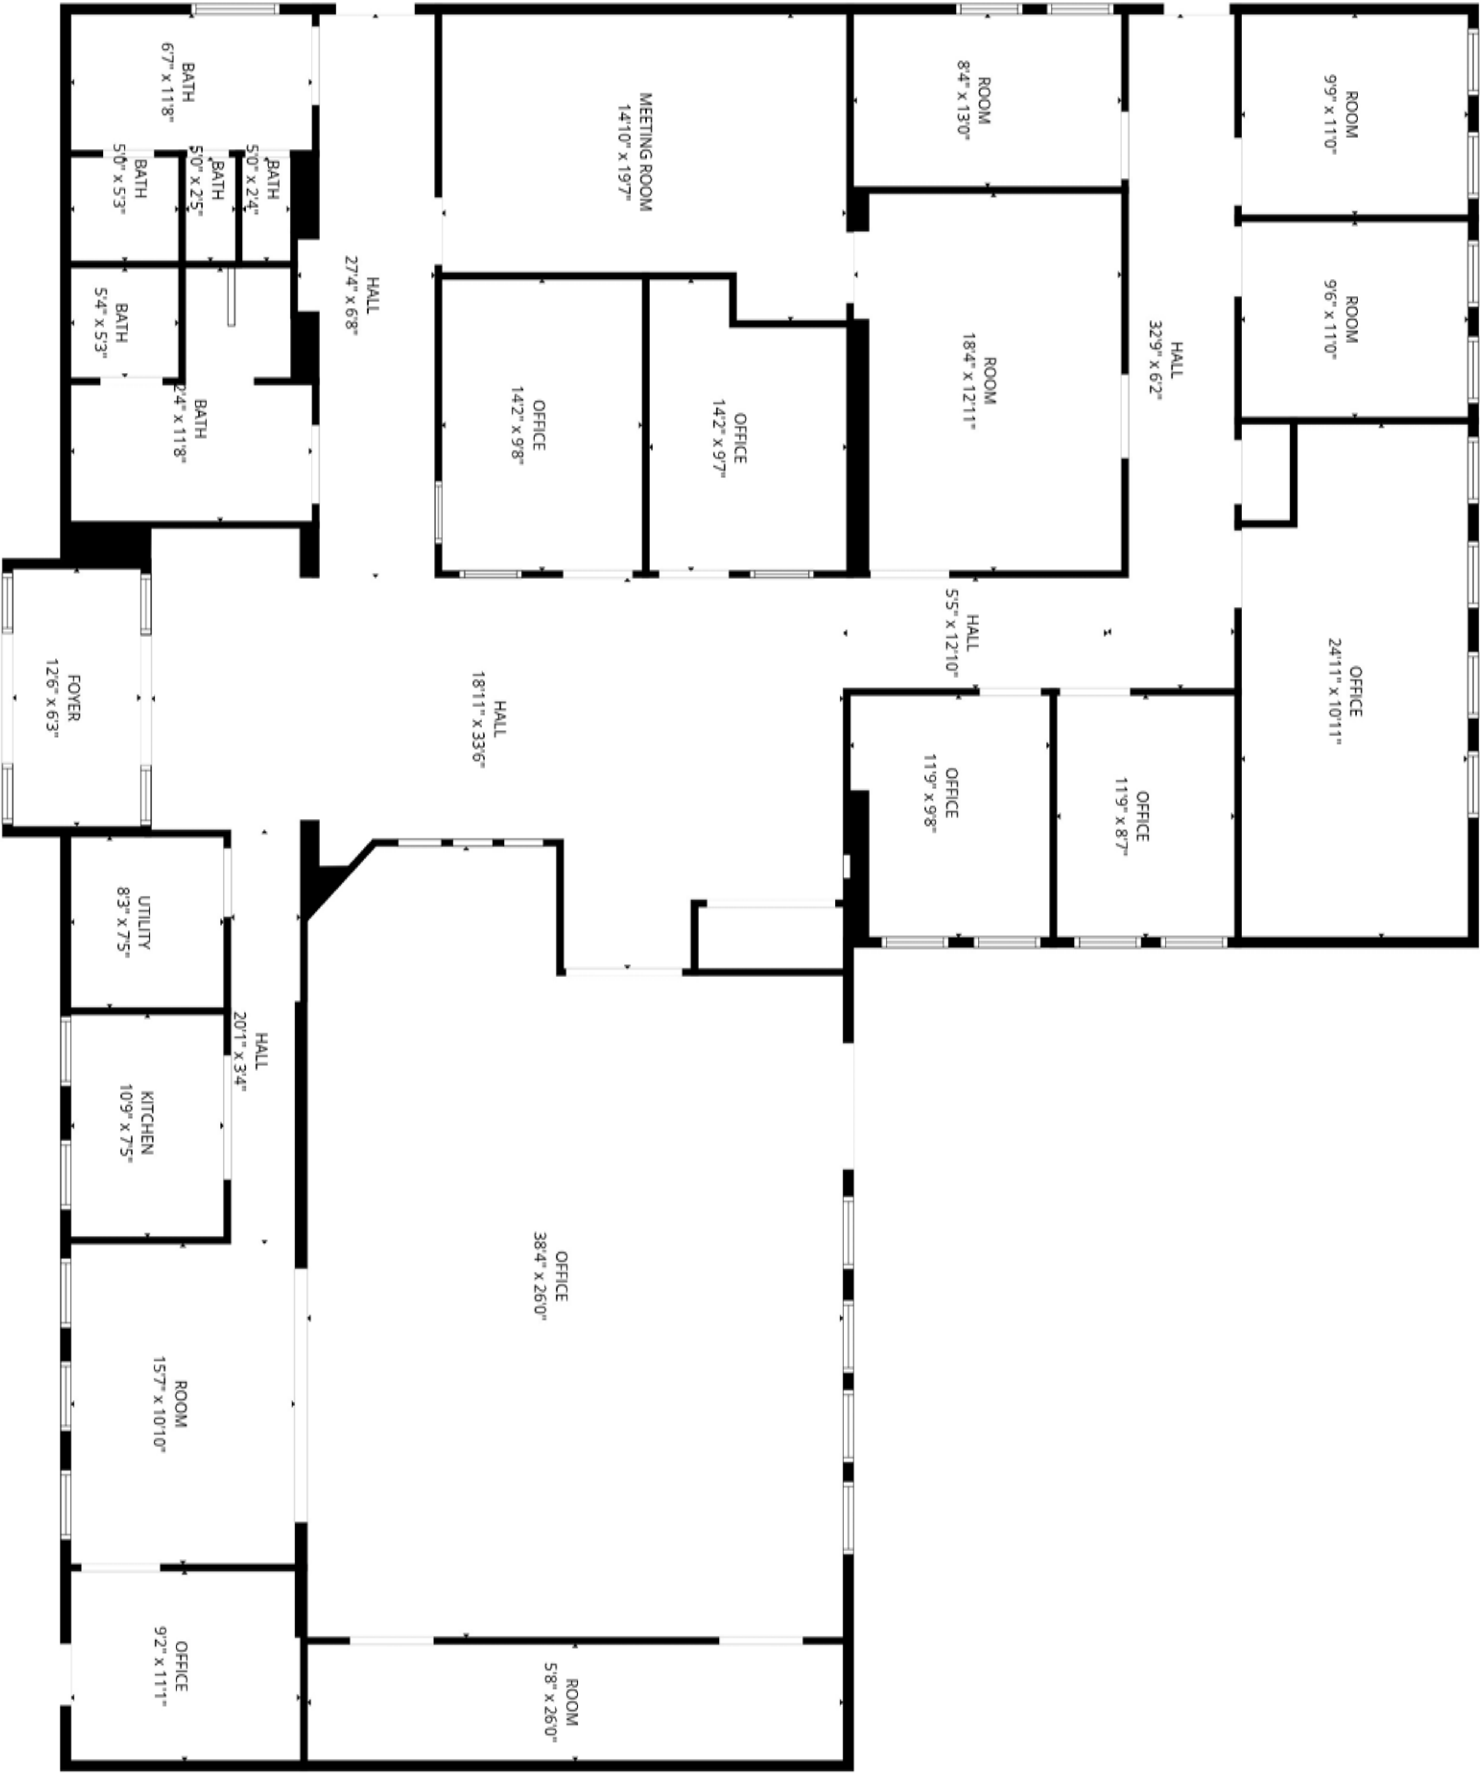 ROOM
9'9" x 11'0"
ROOM
9'6" x 11'0"
OFFICE
24'11" x 10'11"
HALL
32'9" x 6'2"
OFFICE
11'9" x 8'7"
ROOM
8'4" x 13'0"
ROOM
18'4" x 12'11"
HALL
5'5" x 12'10"
OFFICE
11'9" x 9'8"
MEETING ROOM
14'10" x 19'7"
OFFICE
14'2" x 9'7"
OFFICE
14'2" x 9'8"
HALL
18'11" x 33'6"
OFFICE
38'4" x 26'0"
ROOM
5'8" x 26'0"
HALL
27'4" x 6'8"
BATH
6'7" x 11'8"
BATH
5'0" x 2'4"
BATH
5'0" x 2'5"
BATH
5'0" x 5'3"
BATH
5'4" x 5'3"
BATH
2'4" x 11'8"
FOYER
12'6" x 6'3"
HALL
20'1" x 3'4"
UTILITY
8'3" x 7'5"
KITCHEN
10'9" x 7'5"
ROOM
15'7" x 10'10"
OFFICE
9'2" x 11'1"